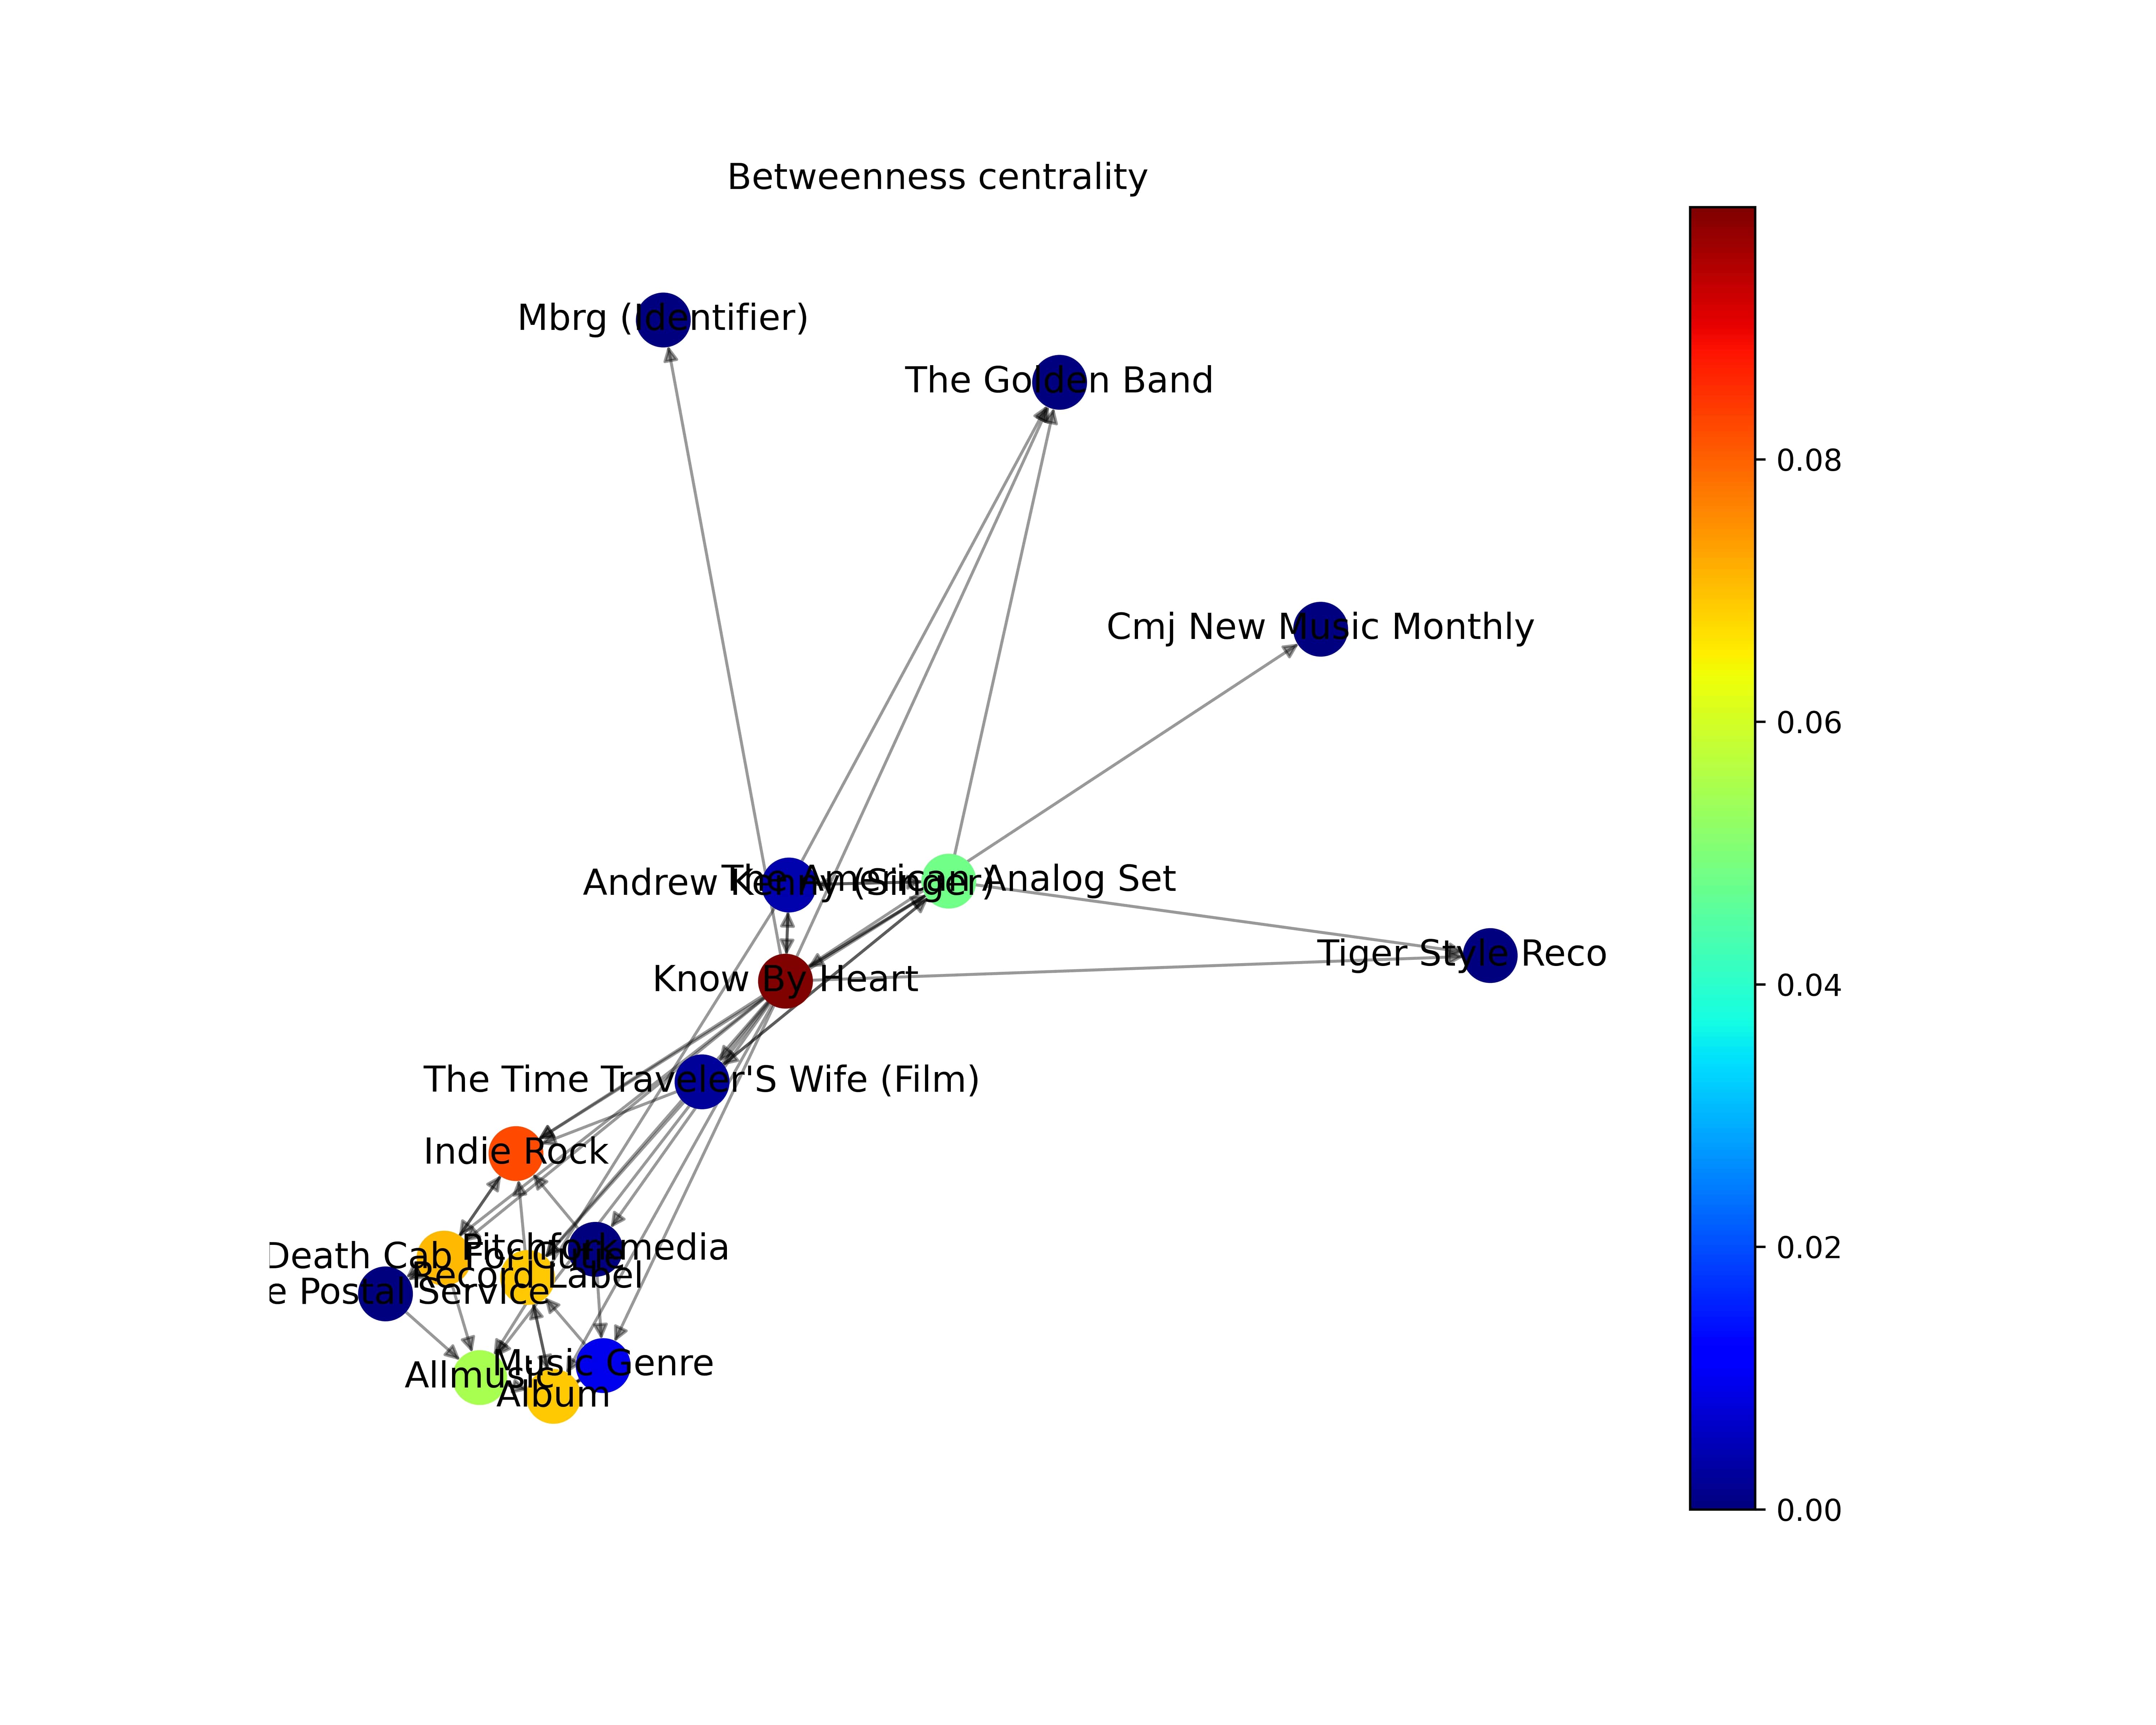 Betweenness centrality
Mbrg (Identifier)
The Golden Band
Cmj New Music Monthly
Andrew Kenny (Singer)
The American Analog Set
Tiger Style Reco
Know By Heart
The Time Traveler'S Wife (Film)
Indie Rock
Pitchforkmedia
Death Cab For Cutie
Record Label
e Postal Service
Music Genre
Allmusic
Album
0.08
0.06
0.04
0.02
0.00